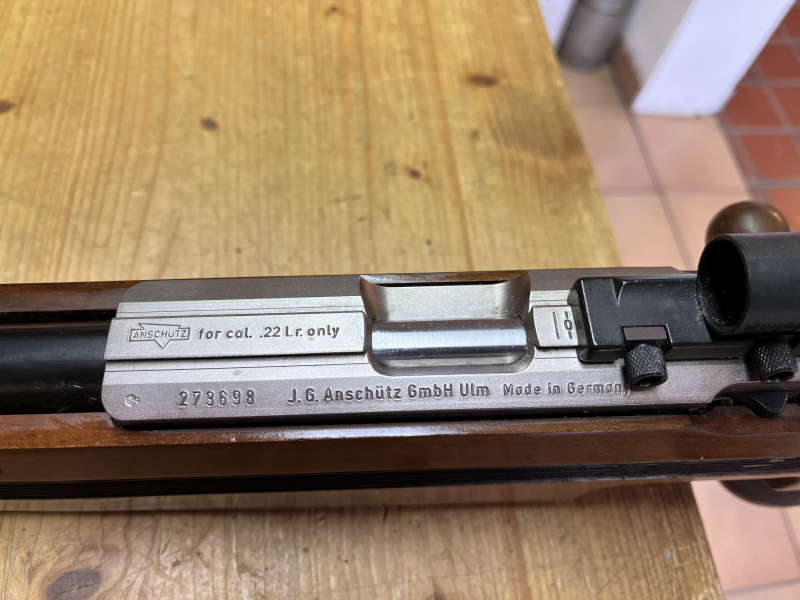 ANSCHÜTZ for cal. .22 l.r. only
273698 J. G. Anschütz GmbH Ulm Made in Germany